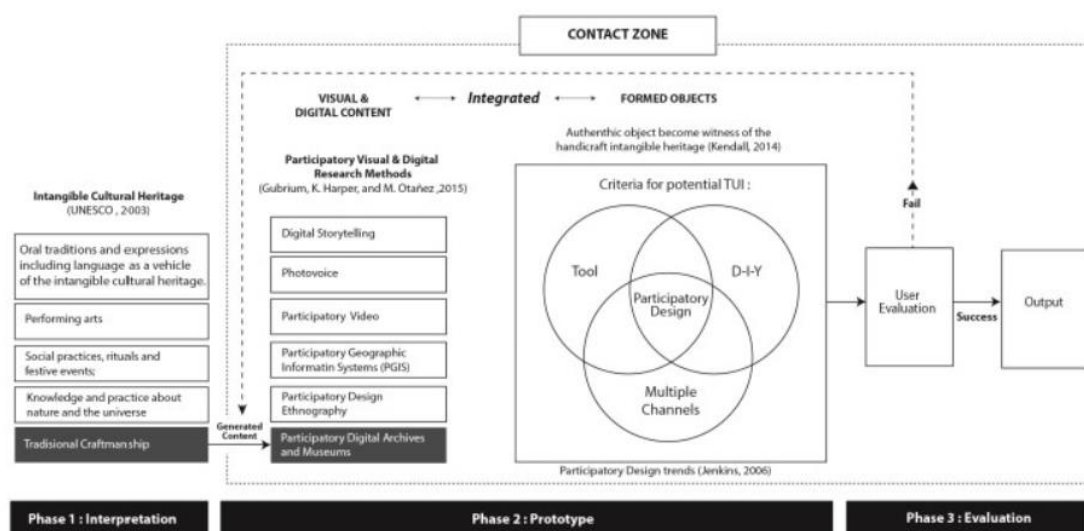 CONTACT ZONE
VISUAL &
DIGITAL CONTENT
Integrated
FORMED OBJECTS
Authenthic object become witness of the
handicraft intangible heritage (Kendall, 2014)
Participatory Visual & Digital
Research Methods
(Gubrium, K. Harper, and M. Otañez ,2015)
Intangible Cultural Heritage
(UNESCO , 2003)
Oral traditions and expressions
including language as a vehicle
of the intangible cultural heritage.
Performing arts
Social practices, rituals and
festive events;
Knowledge and practice about
nature and the universe
Tradisional Craftmanship
Generated
Content
Digital Storytelling
Photovoice
Participatory Video
Participatory Geographic
Informatin Systems (PGIS)
Participatory Design
Ethnography
Participatory Digital Archives
and Museums
Criteria for potential TUI :
Tool
D-I-Y
Participatory
Design
Multiple
Channels
Participatory Design trends (Jenkins, 2006)
Fail
User
Evaluation
Success
Output
Phase 1 : Interpretation
Phase 2 : Prototype
Phase 3 : Evaluation